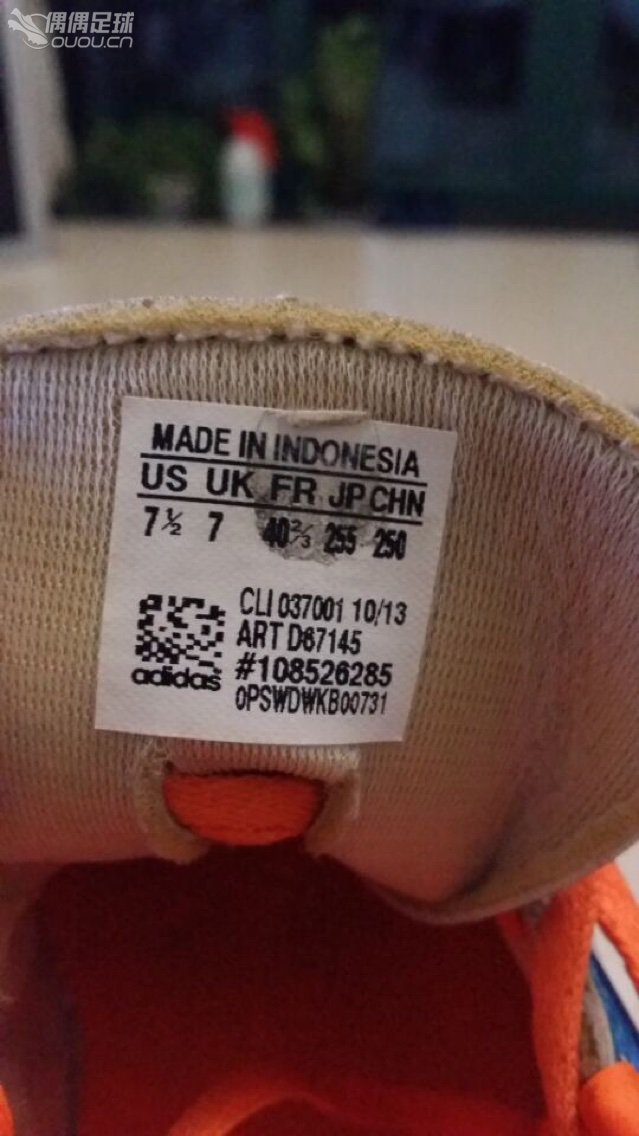 偶偶足球
ouou.cn
MADE IN INDONESIA
US UK FR JP CHN
7½ 7 40⅔ 255 250
CLI 037001 10/13
ART D67145
#108526285
adidas
0PSWDWKB00731